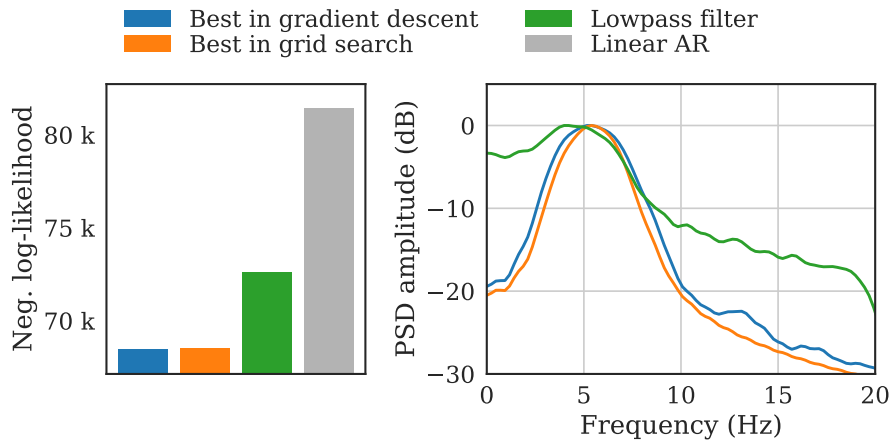 Best in gradient descent
Best in grid search
Lowpass filter
Linear AR
Neg. log-likelihood
80 k
75 k
70 k
PSD amplitude (dB)
0
−10
−20
−30
0 5 10 15 20
Frequency (Hz)